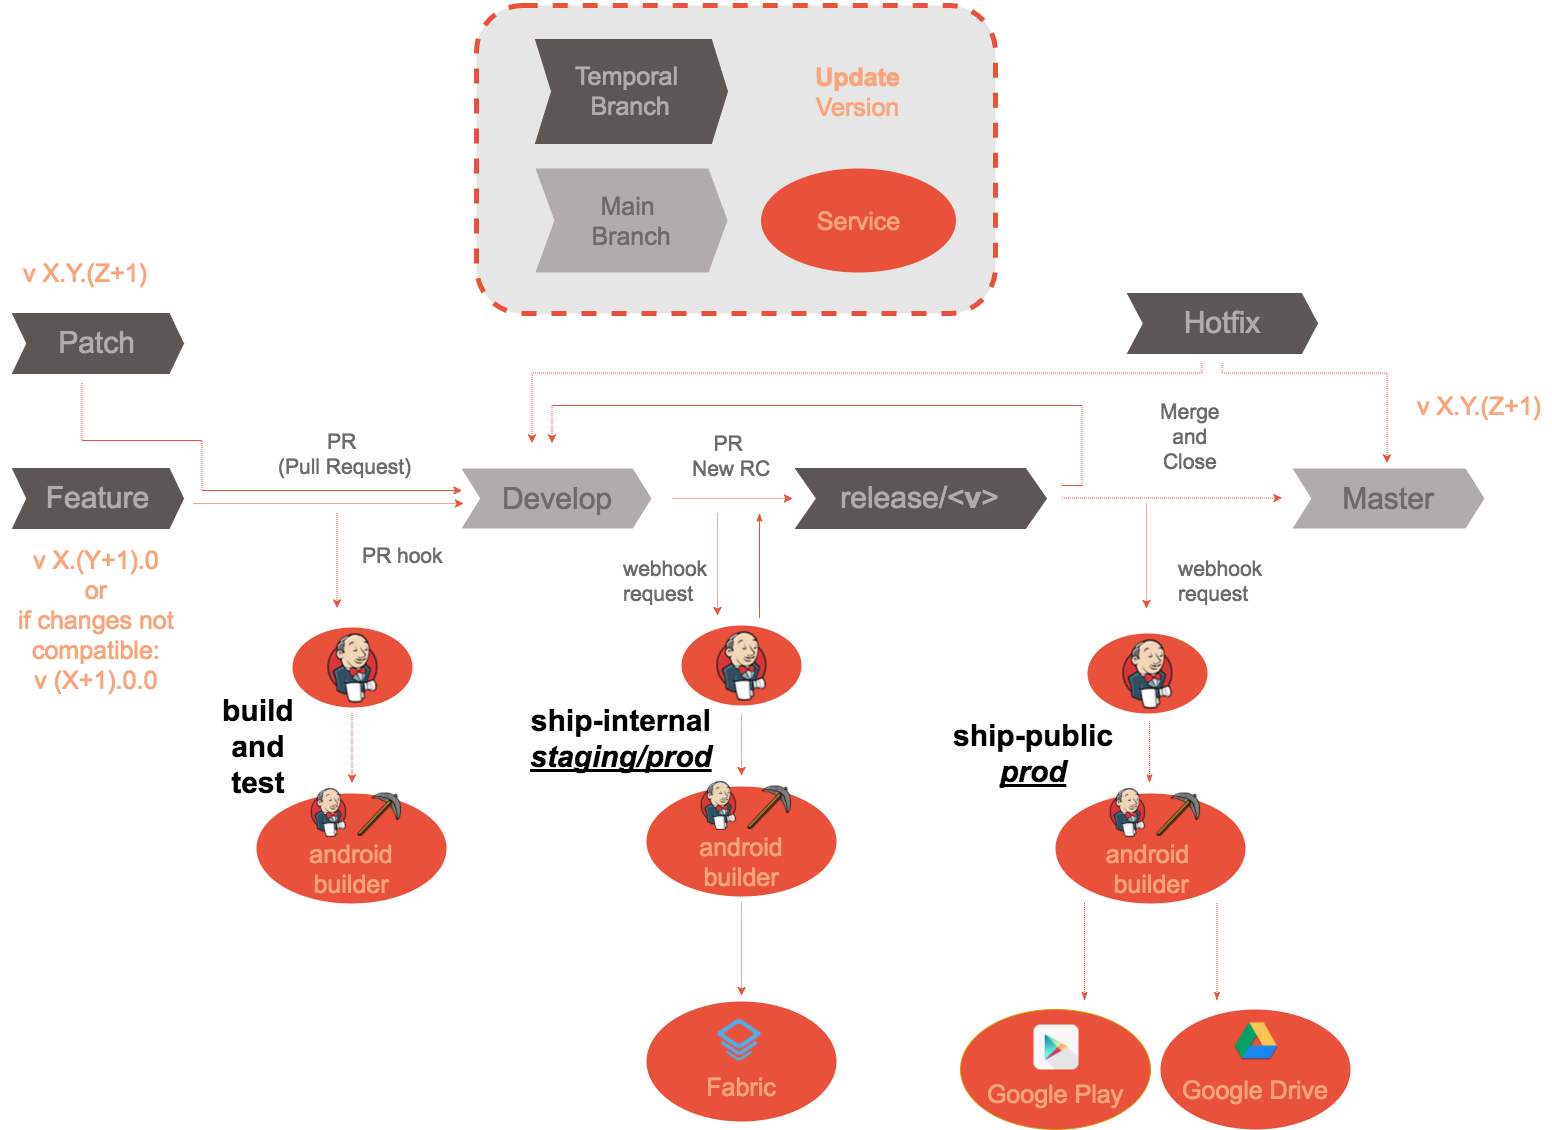 Temporal
Branch
Update
Version
Main
Branch
Service
v X.Y.(Z+1)
Patch
Hotfix
v X.Y.(Z+1)
Merge
and
Close
PR
(Pull Request)
PR
New RC
Feature
Develop
release/<v>
Master
v X.(Y+1).0
or
if changes not
compatible:
v (X+1).0.0
PR hook
webhook
request
webhook
request
build
and
test
ship-internal
staging/prod
ship-public
prod
android
builder
android
builder
android
builder
Fabric
Google Play
Google Drive